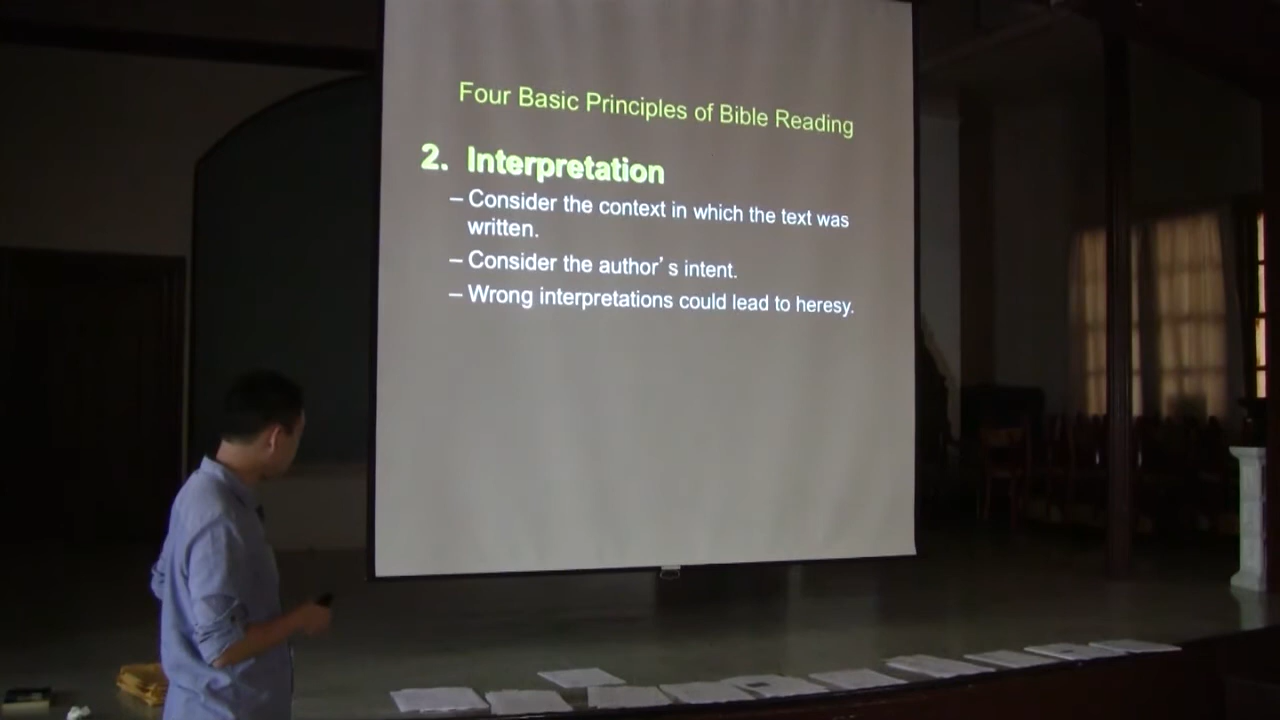 Four Basic Principles of Bible Reading
2. Interpretation
– Consider the context in which the text was
written.
– Consider the author's intent.
– Wrong interpretations could lead to heresy.